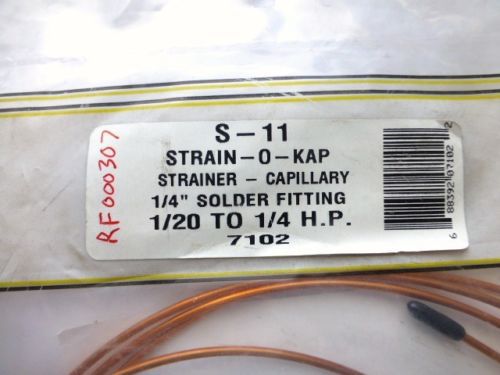 RF000307
S-11
STRAIN-O-KAP
STRAINER - CAPILLARY
1/4" SOLDER FITTING
1/20 TO 1/4 H.P.
7102
6 88392 07102 2